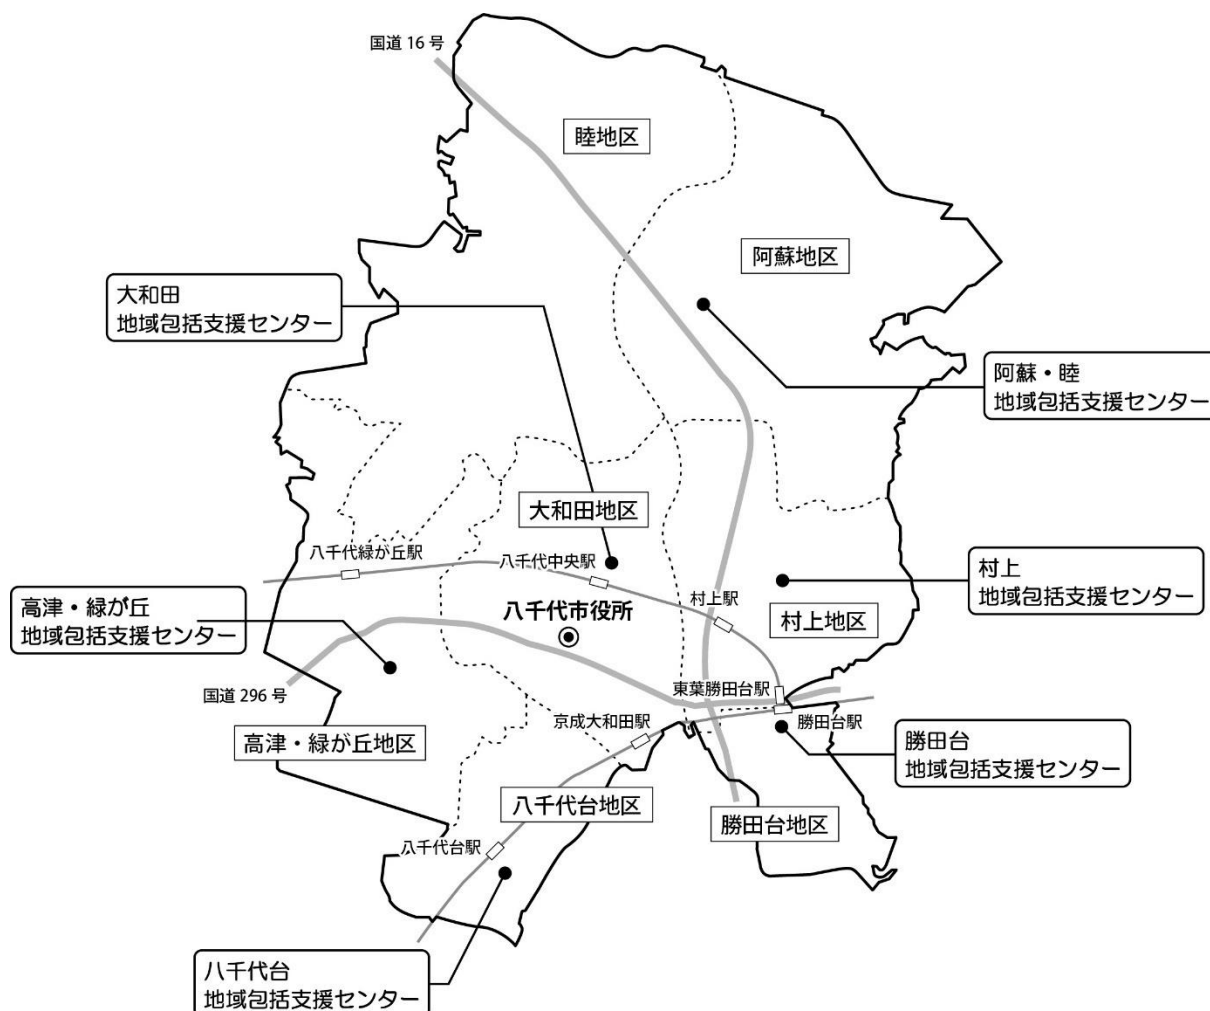 国道 16 号
睦地区
阿蘇地区
大和田
地域包括支援センター
阿蘇・睦
地域包括支援センター
大和田地区
八千代緑が丘駅
八千代中央駅
村上
地域包括支援センター
高津・緑が丘
地域包括支援センター
村上駅
八千代市役所
村上地区
国道 296 号
東葉勝田台駅
京成大和田駅
勝田台駅
高津・緑が丘地区
勝田台
地域包括支援センター
八千代台地区
勝田台地区
八千代台駅
八千代台
地域包括支援センター